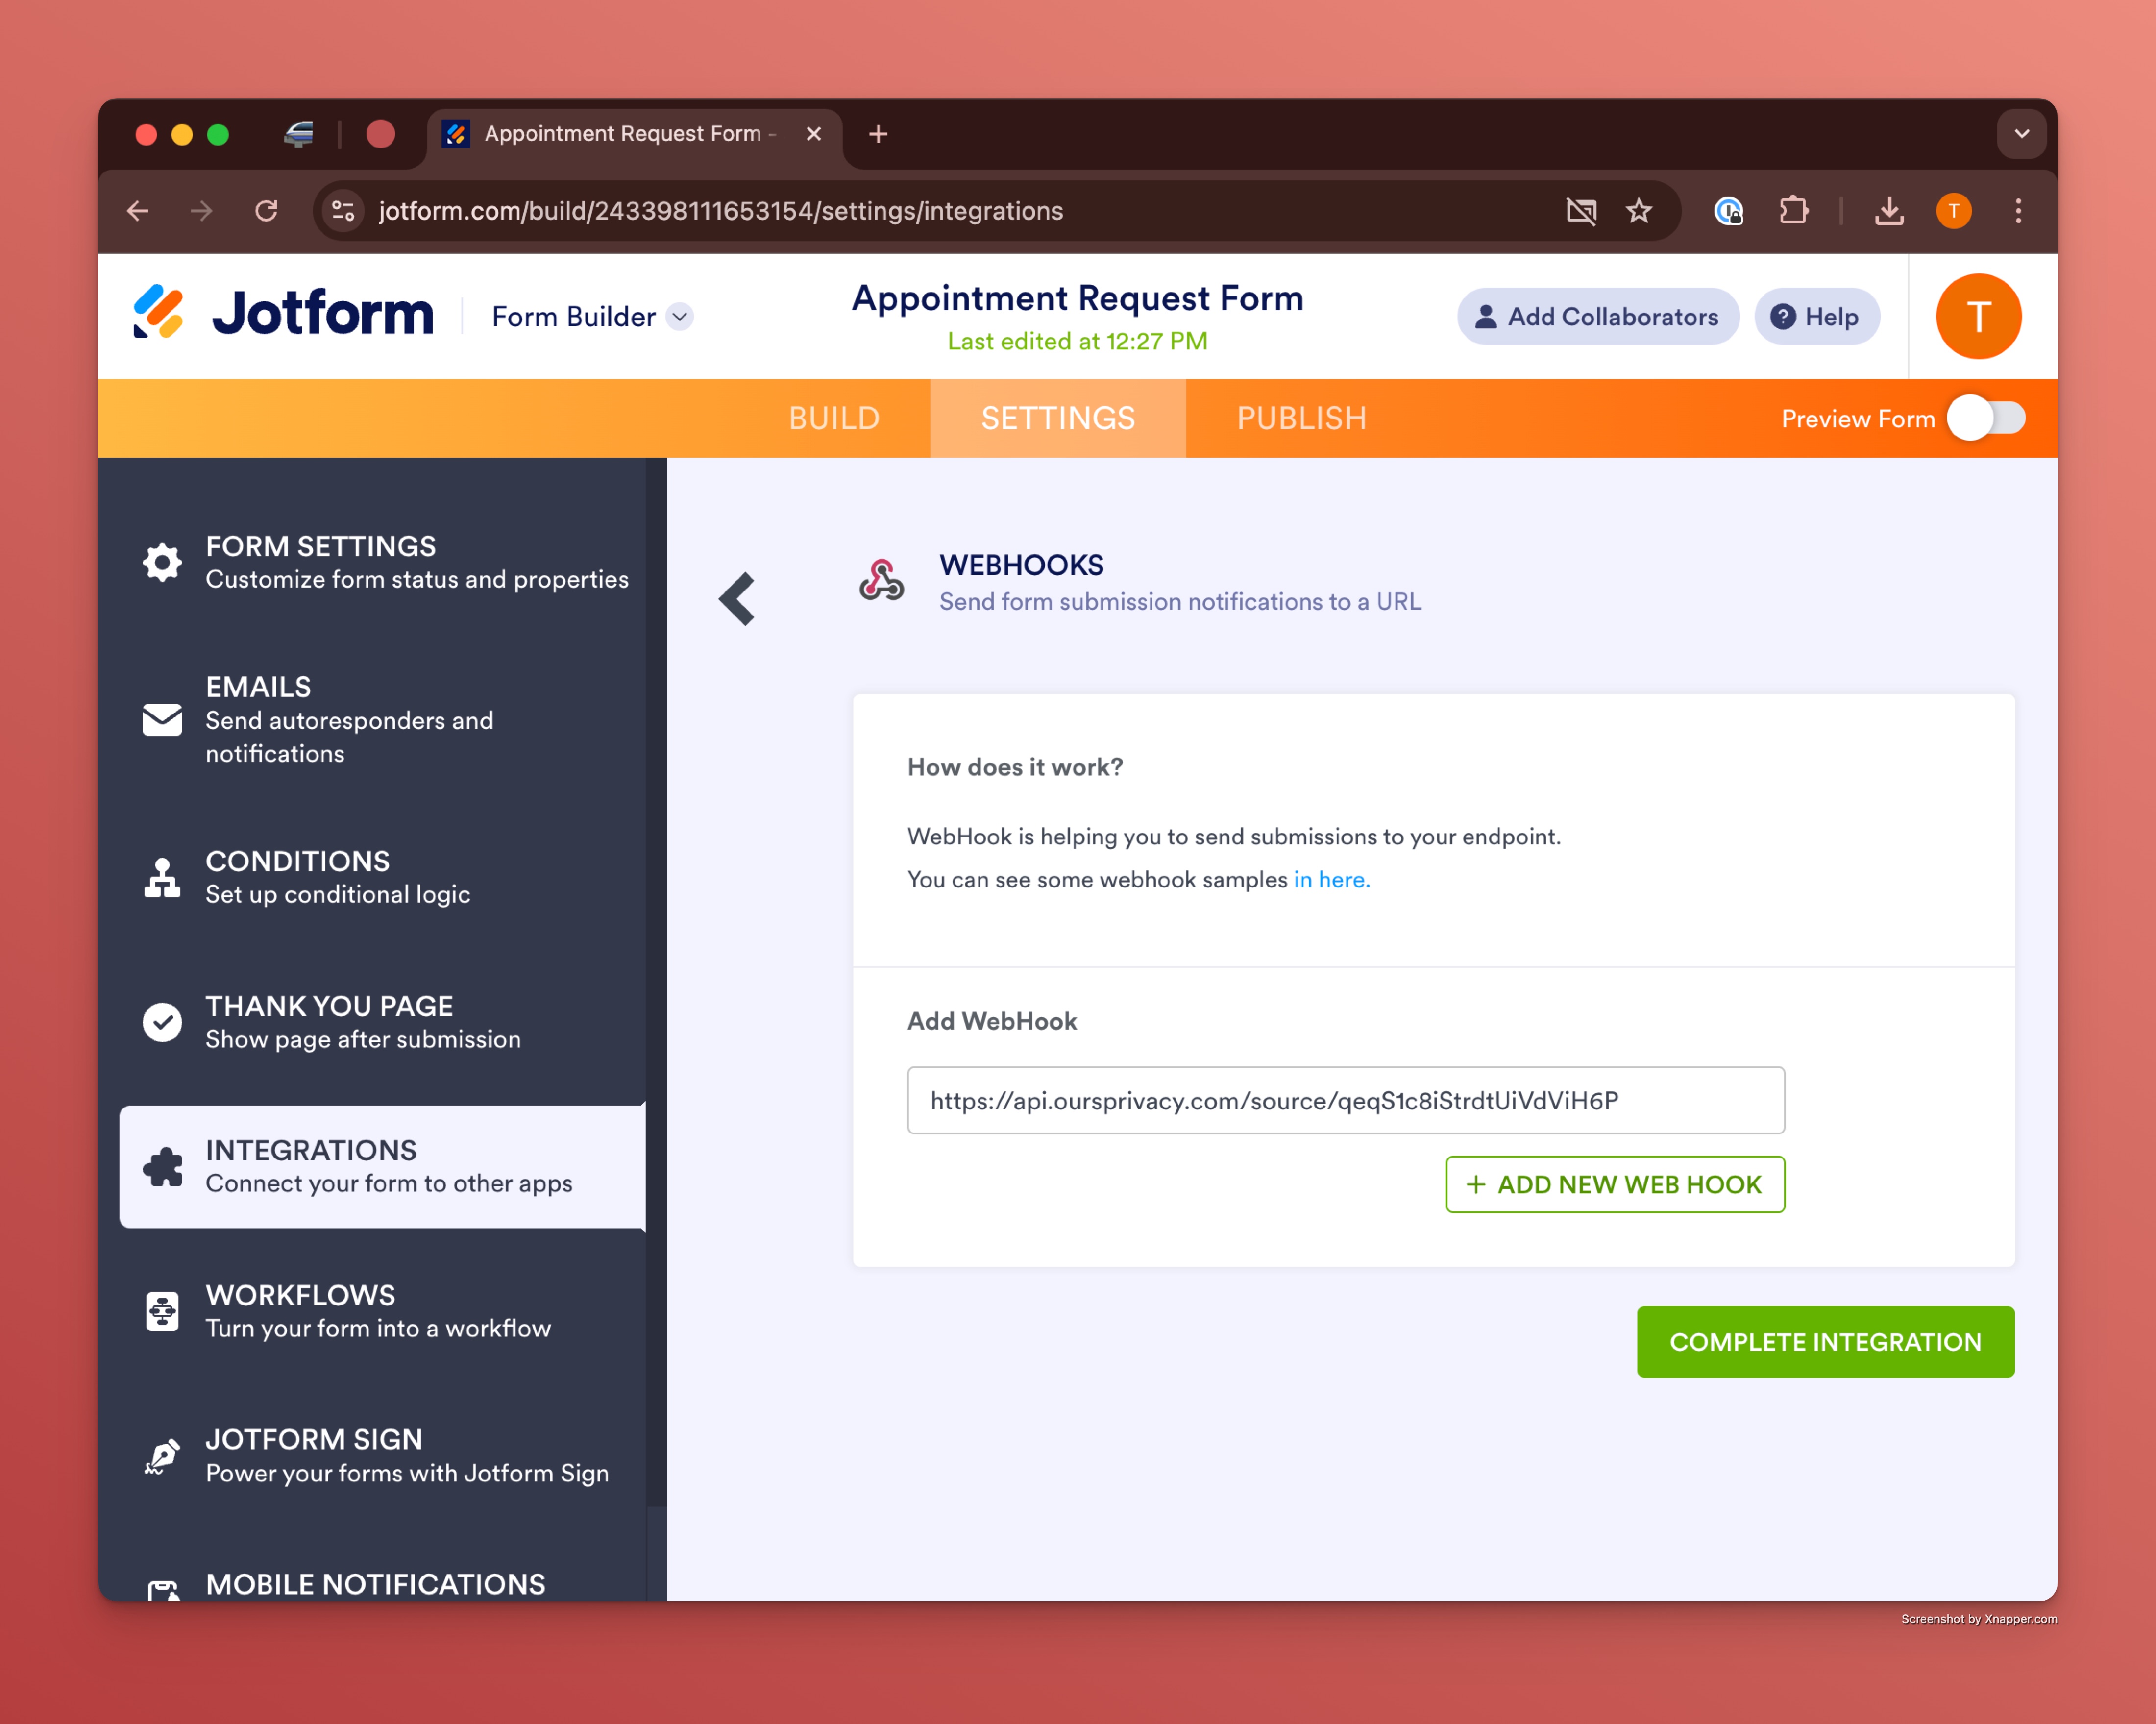 Appointment Request Form -
jotform.com/build/243398111653154/settings/integrations
T
Jotform
Form Builder
Appointment Request Form
Last edited at 12:27 PM
Add Collaborators
? Help
T
BUILD
SETTINGS
PUBLISH
Preview Form
FORM SETTINGS
Customize form status and properties
EMAILS
Send autoresponders and
notifications
CONDITIONS
Set up conditional logic
THANK YOU PAGE
Show page after submission
INTEGRATIONS
Connect your form to other apps
WORKFLOWS
Turn your form into a workflow
JOTFORM SIGN
Power your forms with Jotform Sign
MOBILE NOTIFICATIONS
WEBHOOKS
Send form submission notifications to a URL
How does it work?
WebHook is helping you to send submissions to your endpoint.
You can see some webhook samples in here.
Add WebHook
https://api.oursprivacy.com/source/qeqS1c8iStrdtUiVdViH6P
+ ADD NEW WEB HOOK
COMPLETE INTEGRATION
Screenshot by Xnapper.com